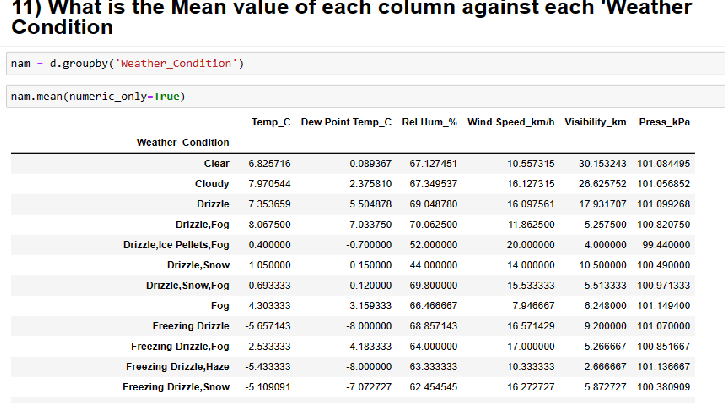 11) What is the Mean value of each column against each 'Weather
Condition
nam = d.groupby('Weather_Condition')
nam.mean(numeric_only=True)
Temp_C Dew Point Temp_C Rel Hum_% Wind Speed_km/h Visibility_km Press_kPa
Weather_Condition
Clear 6.825716 0.089367 67.127451 10.557315 30.153243 101.084495
Cloudy 7.970544 2.375810 67.349537 16.127315 26.625752 101.056852
Drizzle 7.353659 5.504878 69.048780 16.097561 17.931707 101.099268
Drizzle,Fog 8.067500 7.033750 70.062500 11.862500 5.257500 100.820750
Drizzle,Ice Pellets,Fog 0.400000 -0.700000 52.000000 20.000000 4.000000 99.440000
Drizzle,Snow 1.050000 0.150000 44.000000 14.000000 10.500000 100.490000
Drizzle,Snow,Fog 0.693333 0.120000 69.800000 15.533333 5.513333 100.971333
Fog 4.303333 3.159333 66.466667 7.946667 6.248000 101.149400
Freezing Drizzle -5.657143 -8.000000 68.857143 16.571429 9.200000 101.070000
Freezing Drizzle,Fog 2.533333 4.183333 64.000000 17.000000 5.266667 100.851667
Freezing Drizzle,Haze -5.433333 -8.000000 63.333333 10.333333 2.666667 101.136667
Freezing Drizzle,Snow -5.109091 -7.072727 62.454545 16.272727 5.872727 100.380909